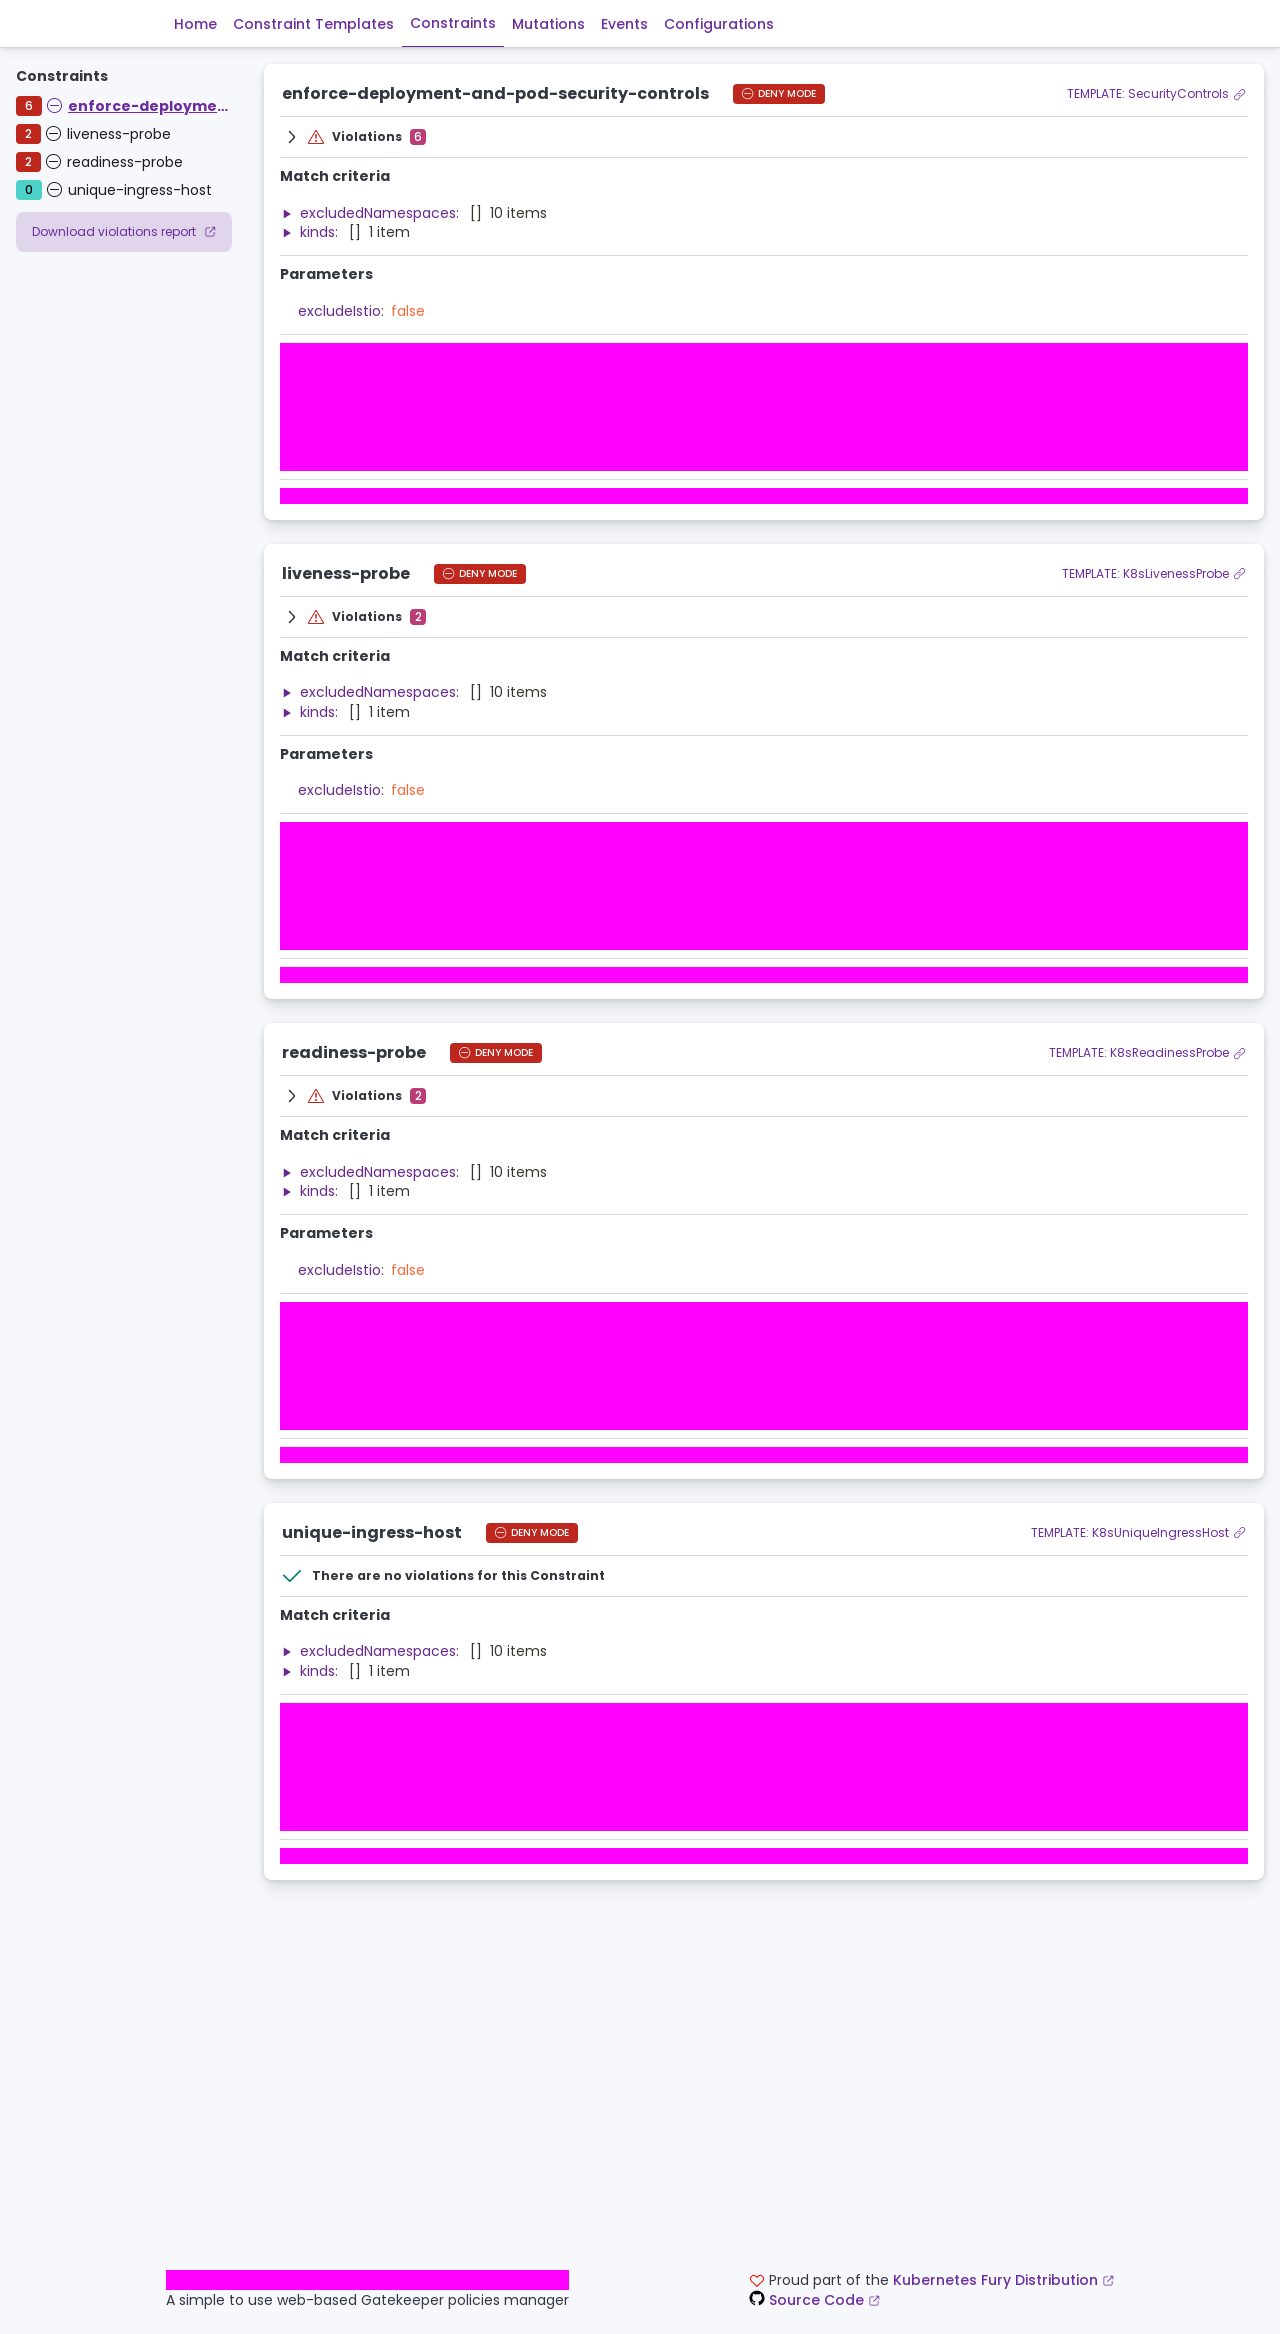 Home Constraint Templates Constraints Mutations Events Configurations
Constraints
6 enforce-deployme...
2 liveness-probe
2 readiness-probe
0 unique-ingress-host
Download violations report
enforce-deployment-and-pod-security-controls DENY MODE TEMPLATE: SecurityControls
Violations 6
Match criteria
excludedNamespaces: [] 10 items
kinds: [] 1 item
Parameters
excludeIstio: false
liveness-probe DENY MODE TEMPLATE: K8sLivenessProbe
Violations 2
Match criteria
excludedNamespaces: [] 10 items
kinds: [] 1 item
Parameters
excludeIstio: false
readiness-probe DENY MODE TEMPLATE: K8sReadinessProbe
Violations 2
Match criteria
excludedNamespaces: [] 10 items
kinds: [] 1 item
Parameters
excludeIstio: false
unique-ingress-host DENY MODE TEMPLATE: K8sUniqueIngressHost
There are no violations for this Constraint
Match criteria
excludedNamespaces: [] 10 items
kinds: [] 1 item
A simple to use web-based Gatekeeper policies manager
Proud part of the Kubernetes Fury Distribution
Source Code